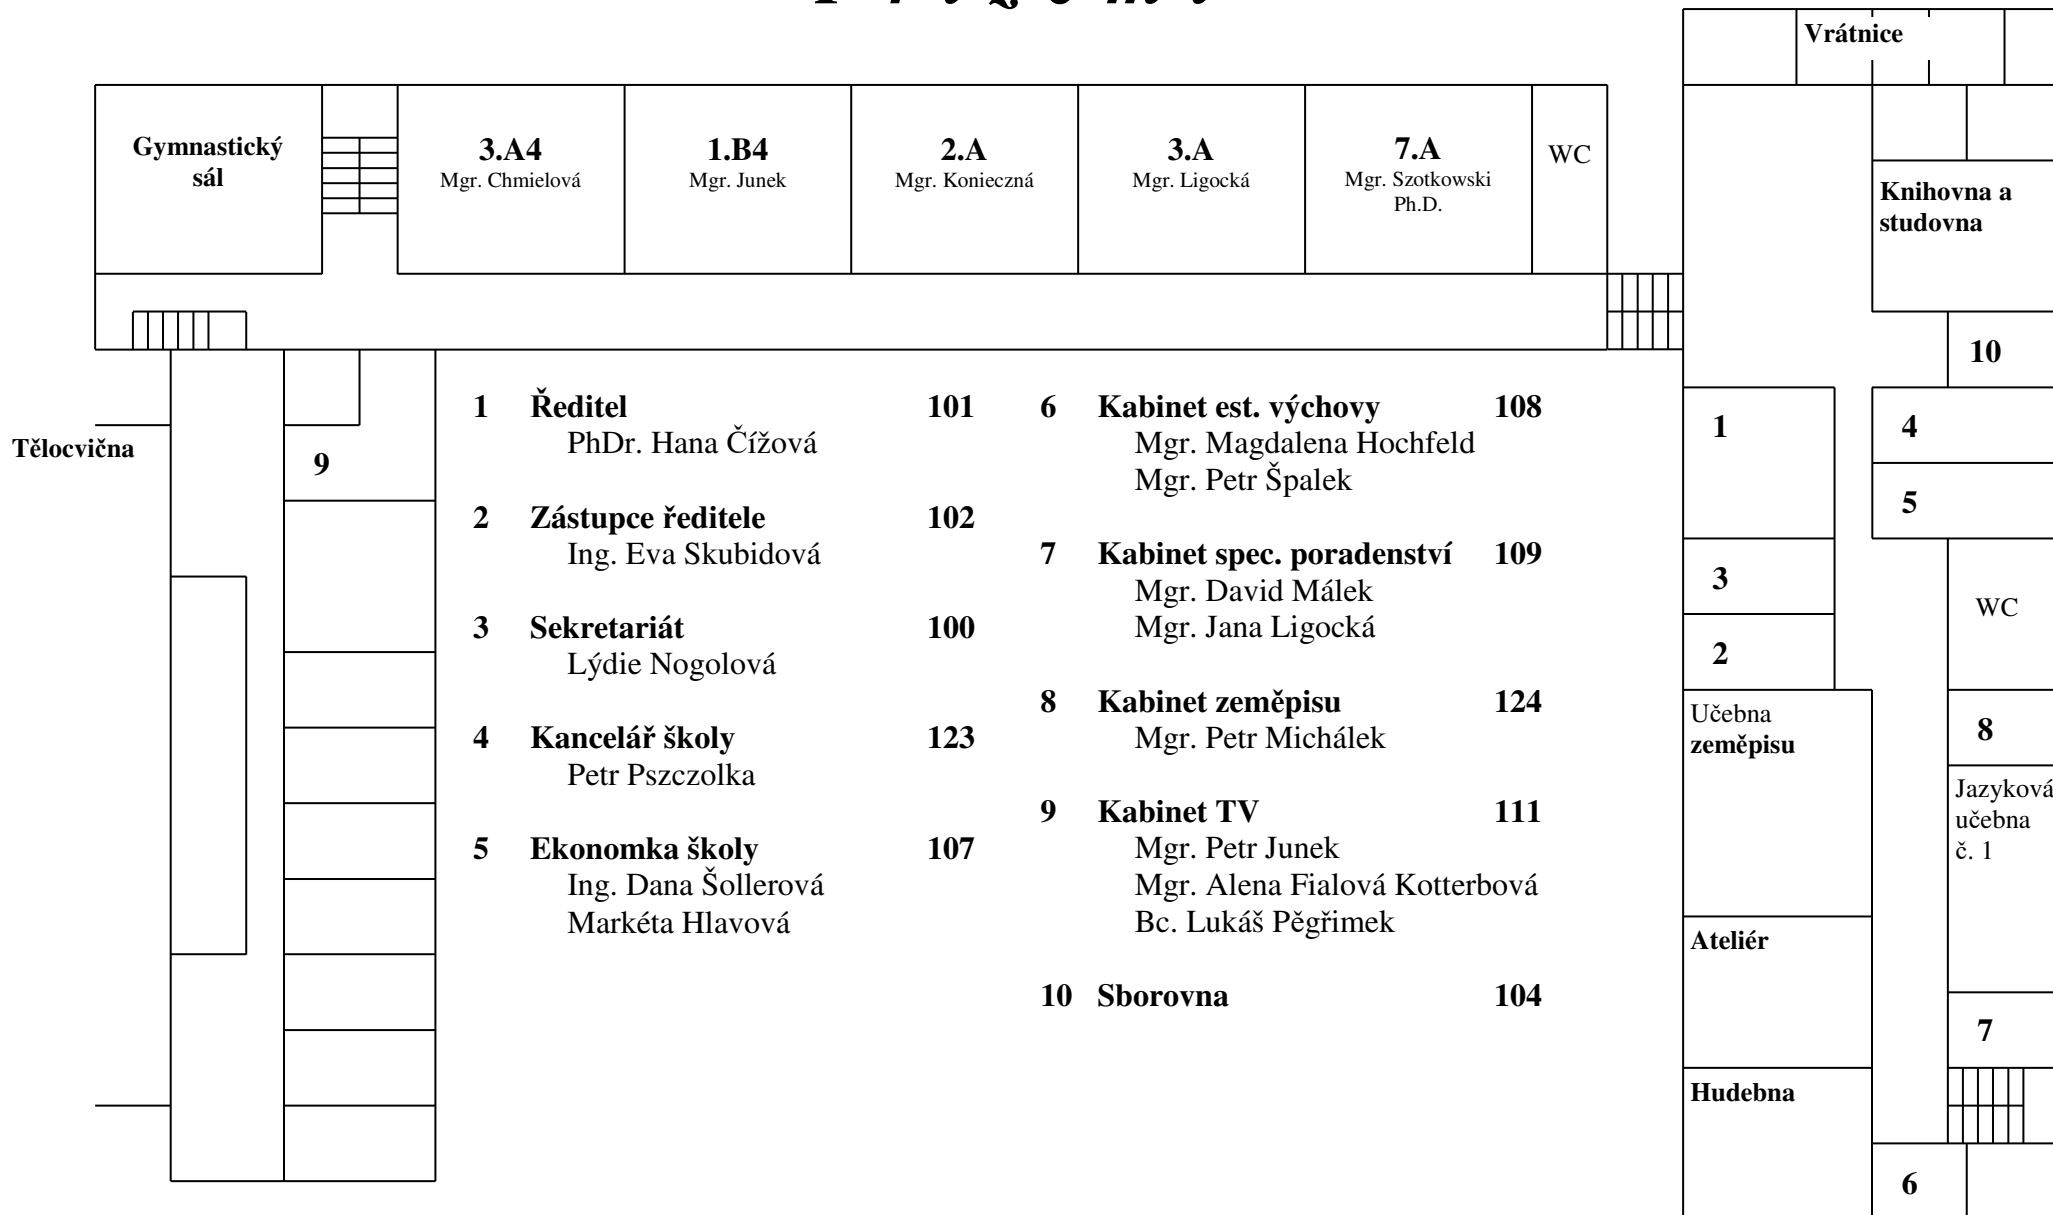 Vrátnice
Gymnastický
sál
3.A4
Mgr. Chmielová
1.B4
Mgr. Junek
2.A
Mgr. Konieczná
3.A
Mgr. Ligocká
7.A
Mgr. Szotkowski
Ph.D.
WC
Knihovna a
studovna
10
Tělocvična
9
1 Ředitel 101
PhDr. Hana Čížová
2 Zástupce ředitele 102
Ing. Eva Skubidová
3 Sekretariát 100
Lýdie Nogolová
4 Kancelář školy 123
Petr Pszczolka
5 Ekonomka školy 107
Ing. Dana Šollerová
Markéta Hlavová
6 Kabinet est. výchovy 108
Mgr. Magdalena Hochfeld
Mgr. Petr Špalek
7 Kabinet spec. poradenství 109
Mgr. David Málek
Mgr. Jana Ligocká
8 Kabinet zeměpisu 124
Mgr. Petr Michálek
9 Kabinet TV 111
Mgr. Petr Junek
Mgr. Alena Fialová Kotterbová
Bc. Lukáš Pěgřimek
10 Sborovna 104
1
4
5
3
WC
2
Učebna
zeměpisu
8
Jazyková
učebna
č. 1
Ateliér
7
Hudebna
6